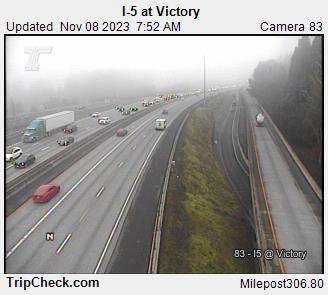 I-5 at Victory
Updated Nov 08 2023 7:52 AM Camera 83
N
83 - I5 @ Victory
TripCheck.com Milepost306.80